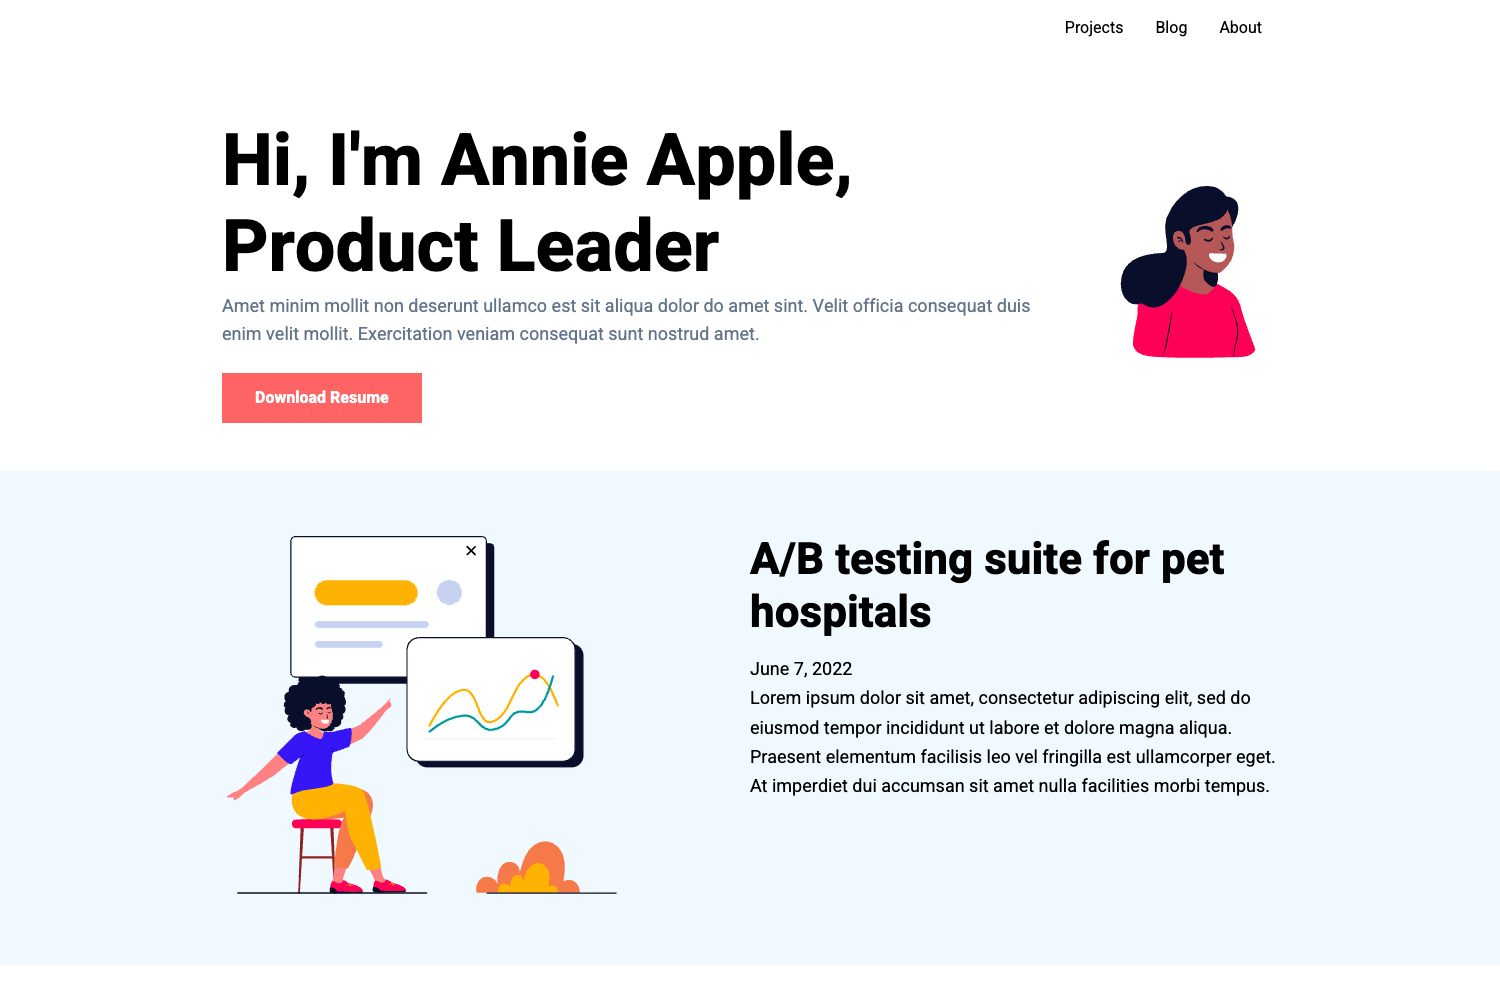 Projects Blog About
Hi, I'm Annie Apple,
Product Leader
Amet minim mollit non deserunt ullamco est sit aliqua dolor do amet sint. Velit officia consequat duis
enim velit mollit. Exercitation veniam consequat sunt nostrud amet.
Download Resume
A/B testing suite for pet
hospitals
June 7, 2022
Lorem ipsum dolor sit amet, consectetur adipiscing elit, sed do
eiusmod tempor incididunt ut labore et dolore magna aliqua.
Praesent elementum facilisis leo vel fringilla est ullamcorper eget.
At imperdiet dui accumsan sit amet nulla facilities morbi tempus.